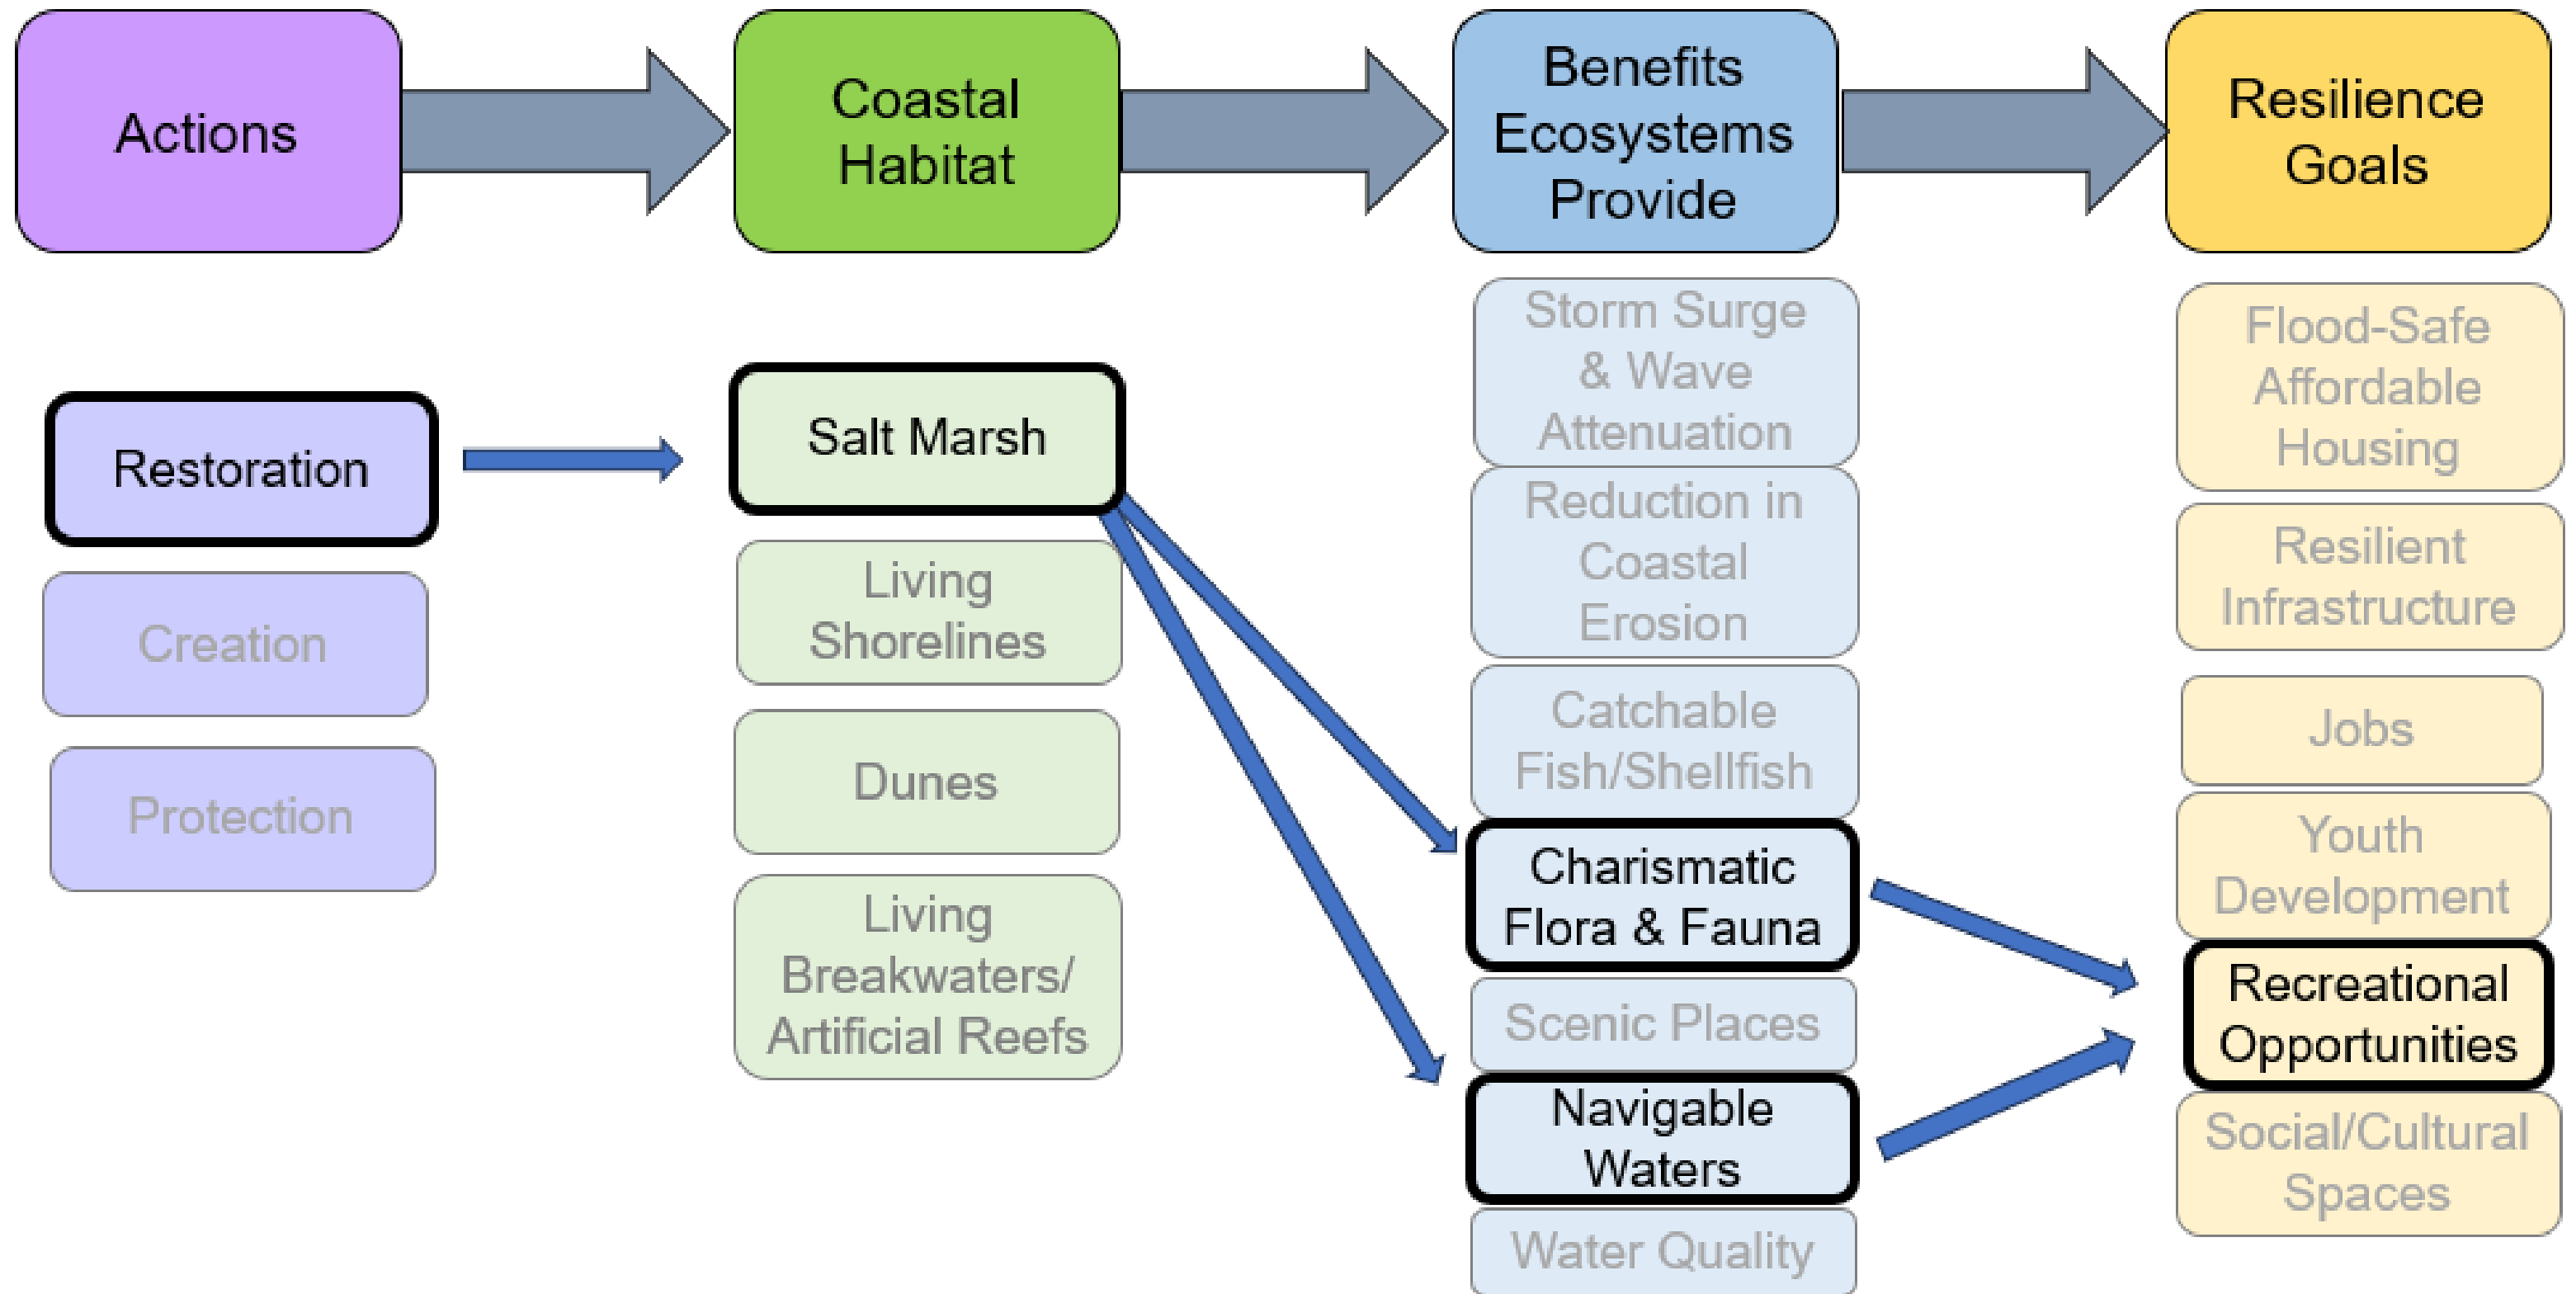 Actions
Coastal
Habitat
Benefits
Ecosystems
Provide
Resilience
Goals
Restoration
Creation
Protection
Salt Marsh
Living
Shorelines
Dunes
Living
Breakwaters/
Artificial Reefs
Storm Surge
& Wave
Attenuation
Reduction in
Coastal
Erosion
Catchable
Fish/Shellfish
Charismatic
Flora & Fauna
Scenic Places
Navigable
Waters
Water Quality
Flood-Safe
Affordable
Housing
Resilient
Infrastructure
Jobs
Youth
Development
Recreational
Opportunities
Social/Cultural
Spaces